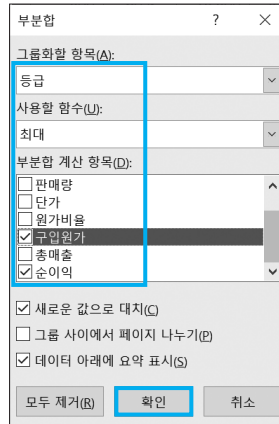 부분합 ? ×
그룹화할 항목(A):
등급
사용할 함수(U):
최대
부분합 계산 항목(D):
판매량
단가
원가비율
구입원가
총매출
순이익
새로운 값으로 대치(C)
그룹 사이에서 페이지 나누기(P)
데이터 아래에 요약 표시(S)
모두 제거(R) 확인 취소